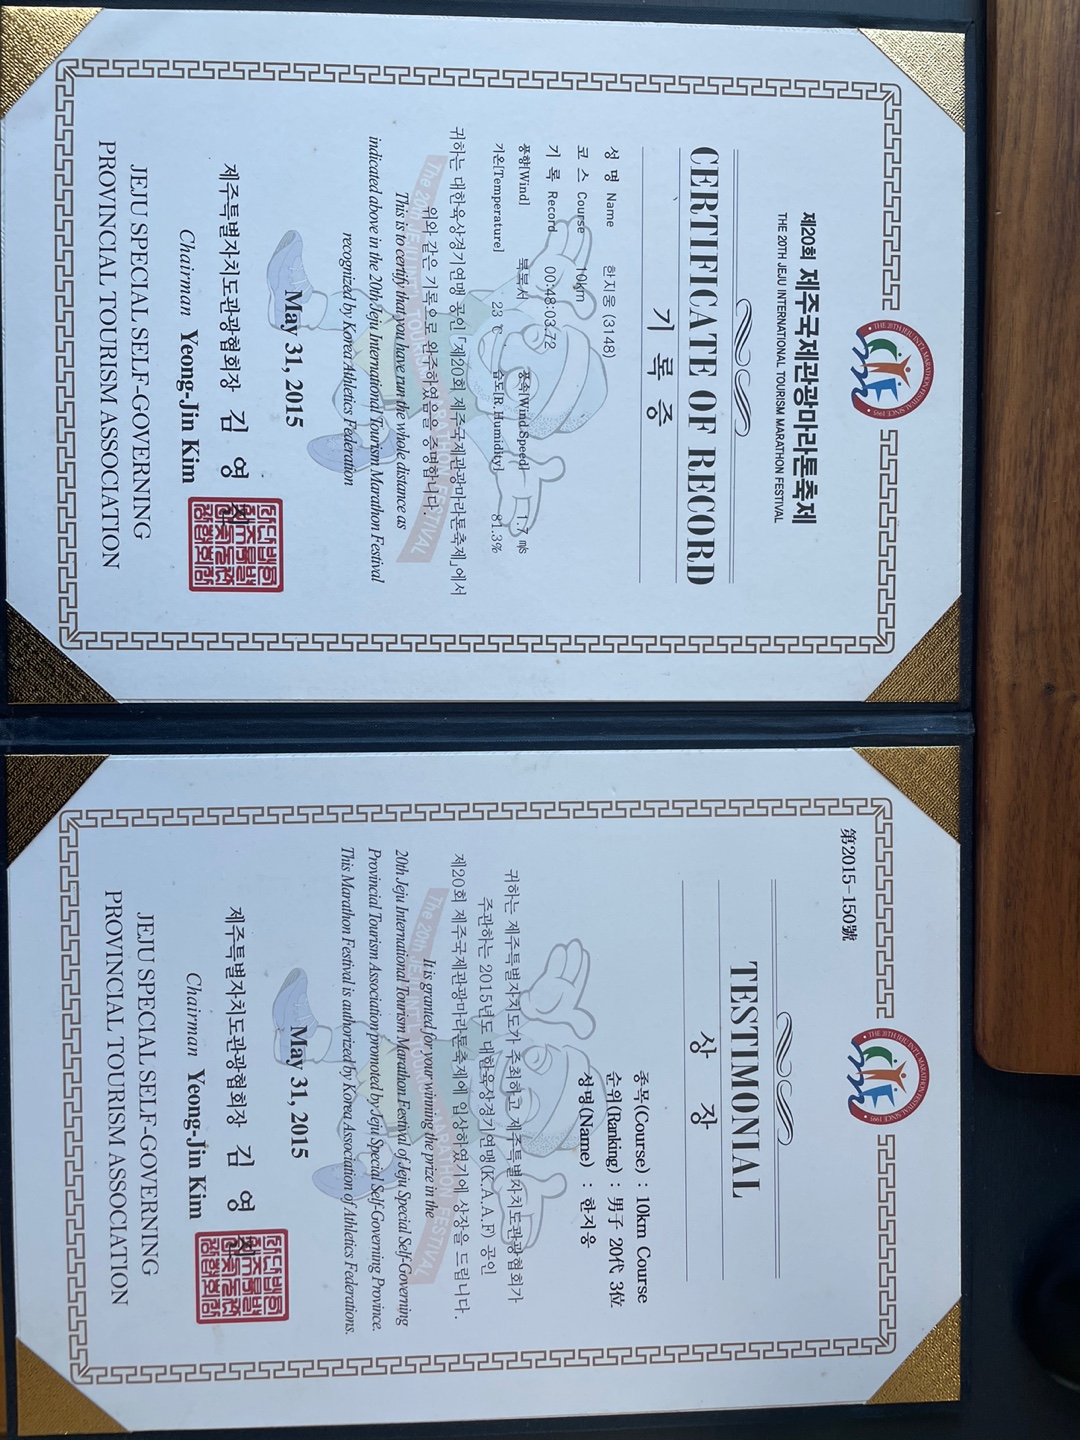 THE 20TH JEJU INT'L MARATHON FESTIVAL SINCE 1995
제20회 제주국제관광마라톤축제
THE 20TH JEJU INTERNATIONAL TOURISM MARATHON FESTIVAL
CERTIFICATE OF RECORD
기 록 증
성 명 Name 한지웅 (3148)
코 스 Course 10km
기 록 Record 00:48:03.72
풍향[Wind] 북북서 풍속[Wind Speed] 1.7 ㎧
기온[Temperature] 23 ℃ 습도[R.Humidity] 81.3%
귀하는 대한육상경기연맹 공인 「제20회 제주국제관광마라톤축제」에서
위와 같은 기록으로 완주하였음을 증명합니다.
This is to certify that you have run the whole distance as
indicated above in the 20th Jeju International Tourism Marathon Festival
recognized by Korea Athletics Federation
May 31, 2015
제주특별자치도관광협회장 김 영
Chairman Yeong-Jin Kim
JEJU SPECIAL SELF-GOVERNING
PROVINCIAL TOURISM ASSOCIATION
第2015-150號
THE 20TH JEJU INT'L MARATHON FESTIVAL SINCE 1995
TESTIMONIAL
상 장
종목(Course) : 10km Course
순위(Ranking) : 男子 20代 3位
성명(Name) : 한지웅
귀하는 제주특별자치도가 주최하고 제주특별자치도관광협회가
주관하는 2015년도 대한육상경기연맹(K.A.A.F) 공인
제20회 제주국제관광마라톤축제에 입상하였기에 상장을 드립니다.
It is granted for your winning the prize in the
20th Jeju International Tourism Marathon Festival of Jeju Special Self-Governing
Provincial Tourism Association promoted by Jeju Special Self-Governing Province.
This Marathon Festival is authorized by Korea Association of Athletics Federations.
May 31, 2015
제주특별자치도관광협회장 김 영
Chairman Yeong-Jin Kim
JEJU SPECIAL SELF-GOVERNING
PROVINCIAL TOURISM ASSOCIATION